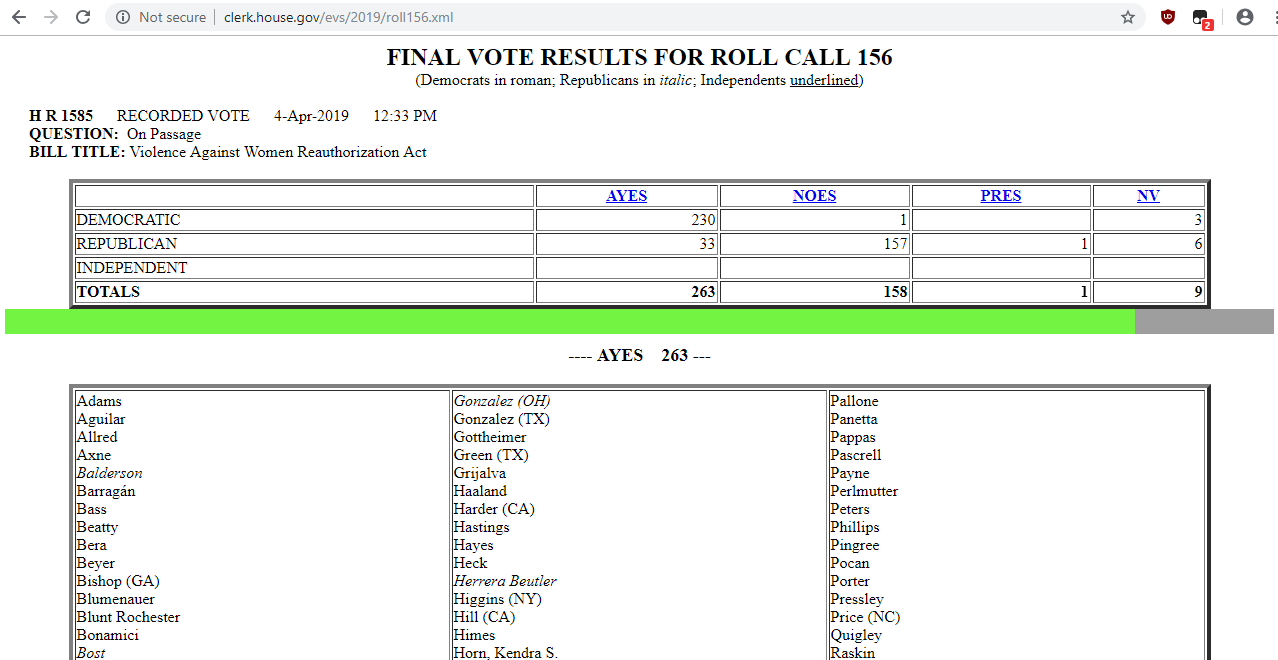 Not secure | clerk.house.gov/evs/2019/roll156.xml
2
FINAL VOTE RESULTS FOR ROLL CALL 156
(Democrats in roman; Republicans in italic; Independents underlined)
H R 1585 RECORDED VOTE 4-Apr-2019 12:33 PM
QUESTION: On Passage
BILL TITLE: Violence Against Women Reauthorization Act
AYES NOES PRES NV
DEMOCRATIC 230 1 3
REPUBLICAN 33 157 1 6
INDEPENDENT
TOTALS 263 158 1 9
---- AYES 263 ---
Adams
Aguilar
Allred
Axne
Balderson
Barragán
Bass
Beatty
Bera
Beyer
Bishop (GA)
Blumenauer
Blunt Rochester
Bonamici
Bost
Gonzalez (OH)
Gonzalez (TX)
Gottheimer
Green (TX)
Grijalva
Haaland
Harder (CA)
Hastings
Hayes
Heck
Herrera Beutler
Higgins (NY)
Hill (CA)
Himes
Horn, Kendra S.
Pallone
Panetta
Pappas
Pascrell
Payne
Perlmutter
Peters
Phillips
Pingree
Pocan
Porter
Pressley
Price (NC)
Quigley
Raskin